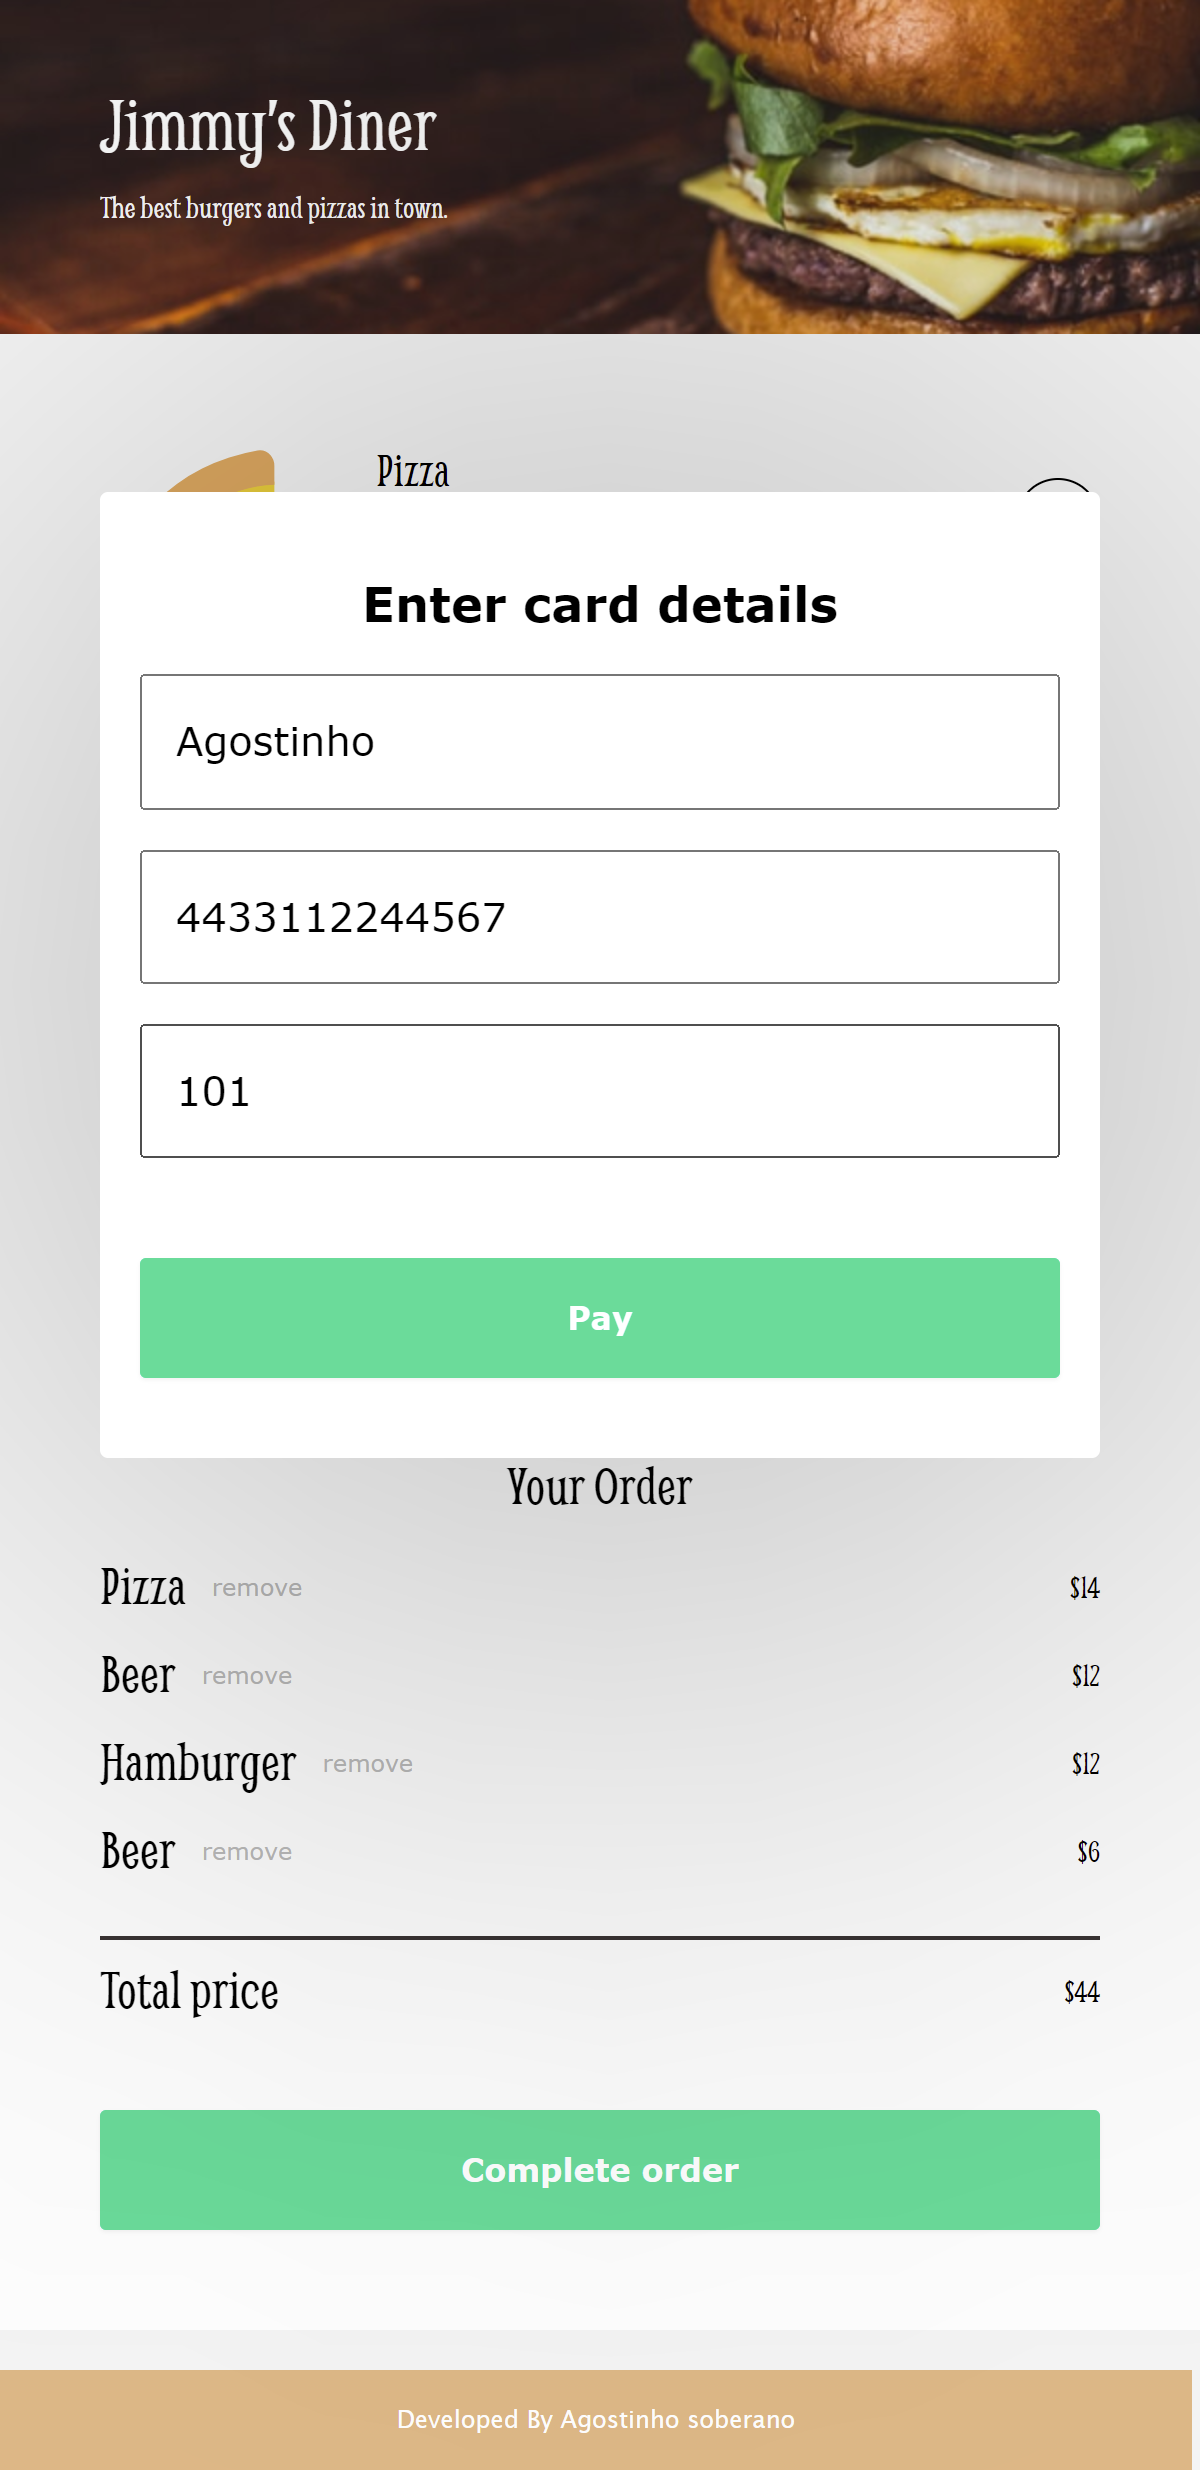 Jimmy's Diner
The best burgers and pizzas in town.
Pizza
Enter card details
Agostinho
4433112244567
101
Pay
Your Order
Pizza remove $14
Beer remove $12
Hamburger remove $12
Beer remove $6
Total price $44
Complete order
Developed By Agostinho soberano